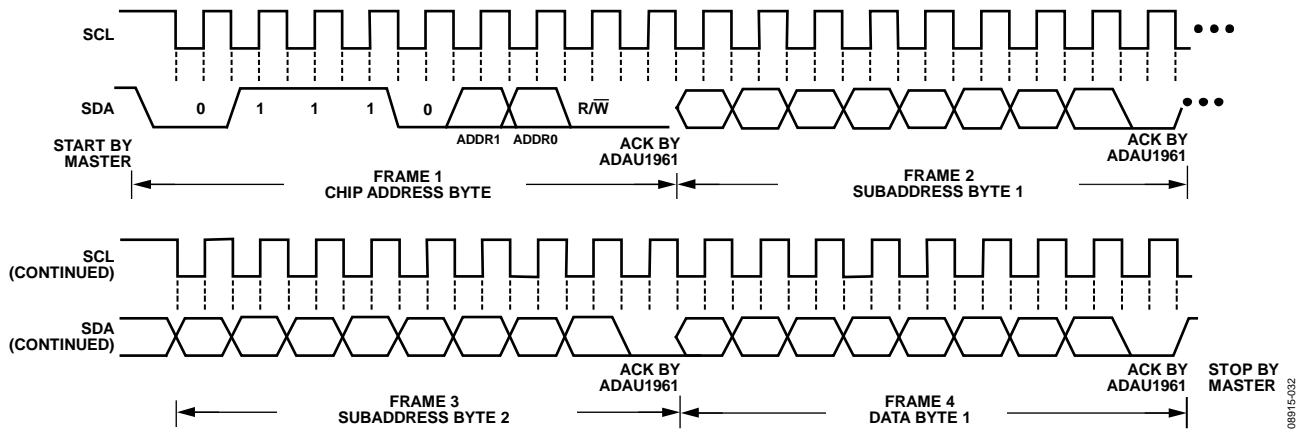 SCL
SDA
0 1 1 1 0 R/W̅
ADDR1 ADDR0
START BY
MASTER
ACK BY
ADAU1961
ACK BY
ADAU1961
FRAME 1
CHIP ADDRESS BYTE
FRAME 2
SUBADDRESS BYTE 1
SCL
(CONTINUED)
SDA
(CONTINUED)
ACK BY
ADAU1961
ACK BY
ADAU1961
STOP BY
MASTER
FRAME 3
SUBADDRESS BYTE 2
FRAME 4
DATA BYTE 1
08915-032